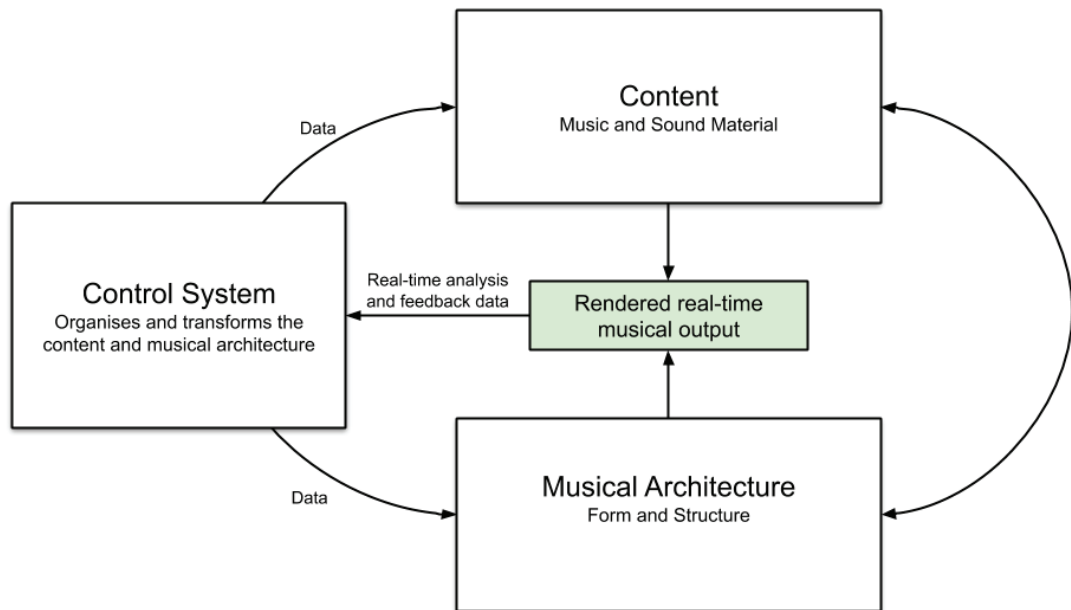 Content
Music and Sound Material
Data
Control System
Organises and transforms the
content and musical architecture
Real-time analysis
and feedback data
Rendered real-time
musical output
Data
Musical Architecture
Form and Structure